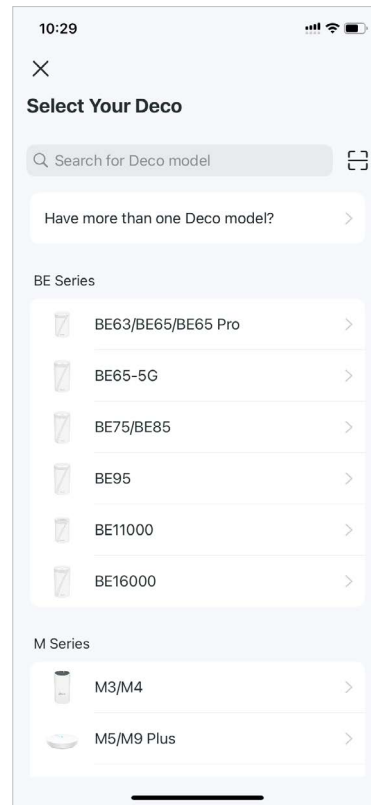 10:29
Select Your Deco
Search for Deco model
Have more than one Deco model?
BE Series
BE63/BE65/BE65 Pro
BE65-5G
BE75/BE85
BE95
BE11000
BE16000
M Series
M3/M4
M5/M9 Plus